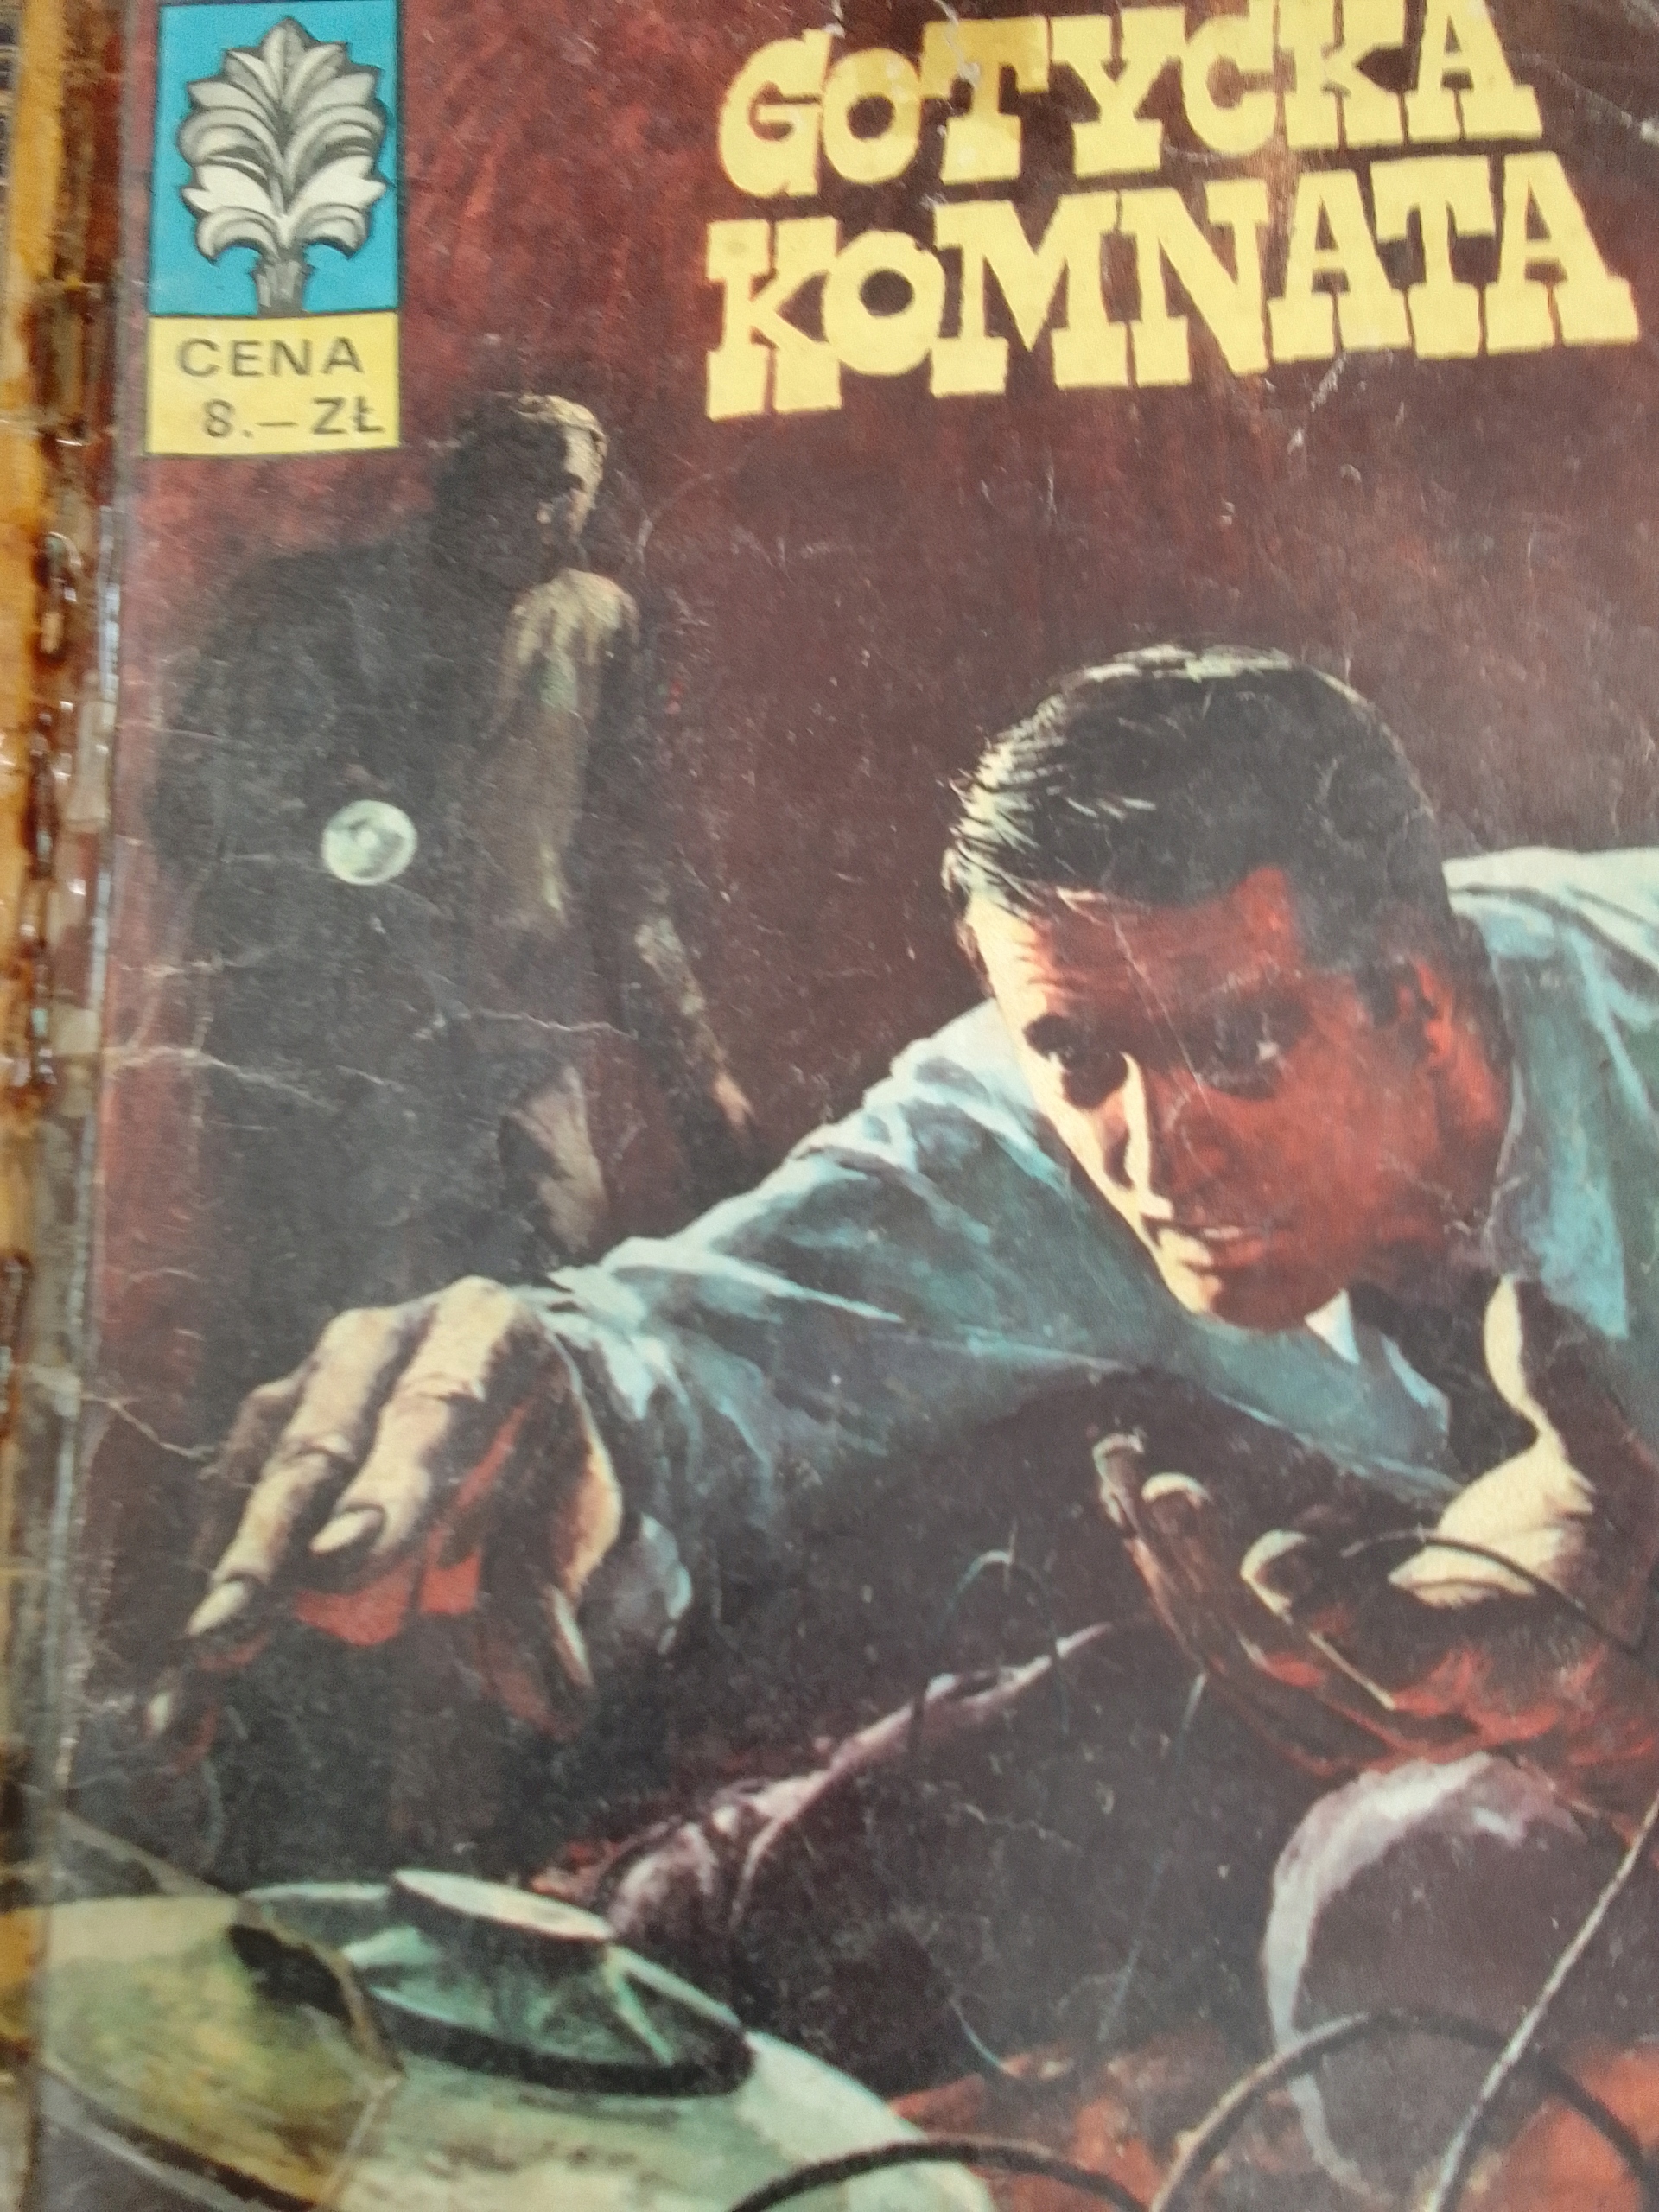 GOTYCKA
KOMNATA
CENA
8.— ZŁ